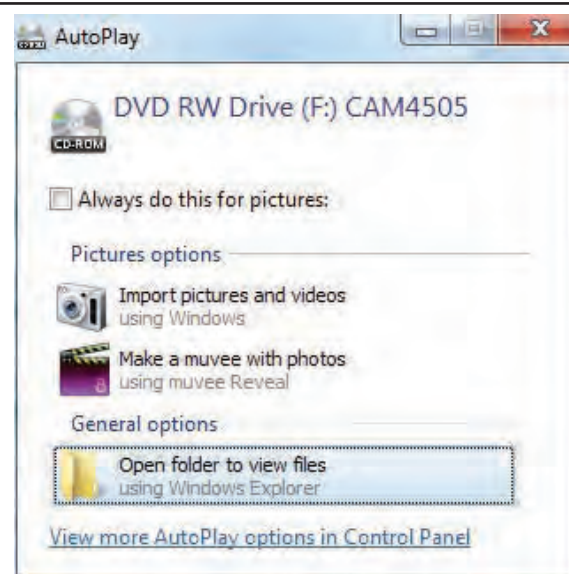 AutoPlay
DVD RW Drive (F:) CAM4505
CD-ROM
Always do this for pictures:
Pictures options
Import pictures and videos
using Windows
Make a muvee with photos
using muvee Reveal
8
General options
Open folder to view files
using Windows Explorer
View more AutoPlay options in Control Panel